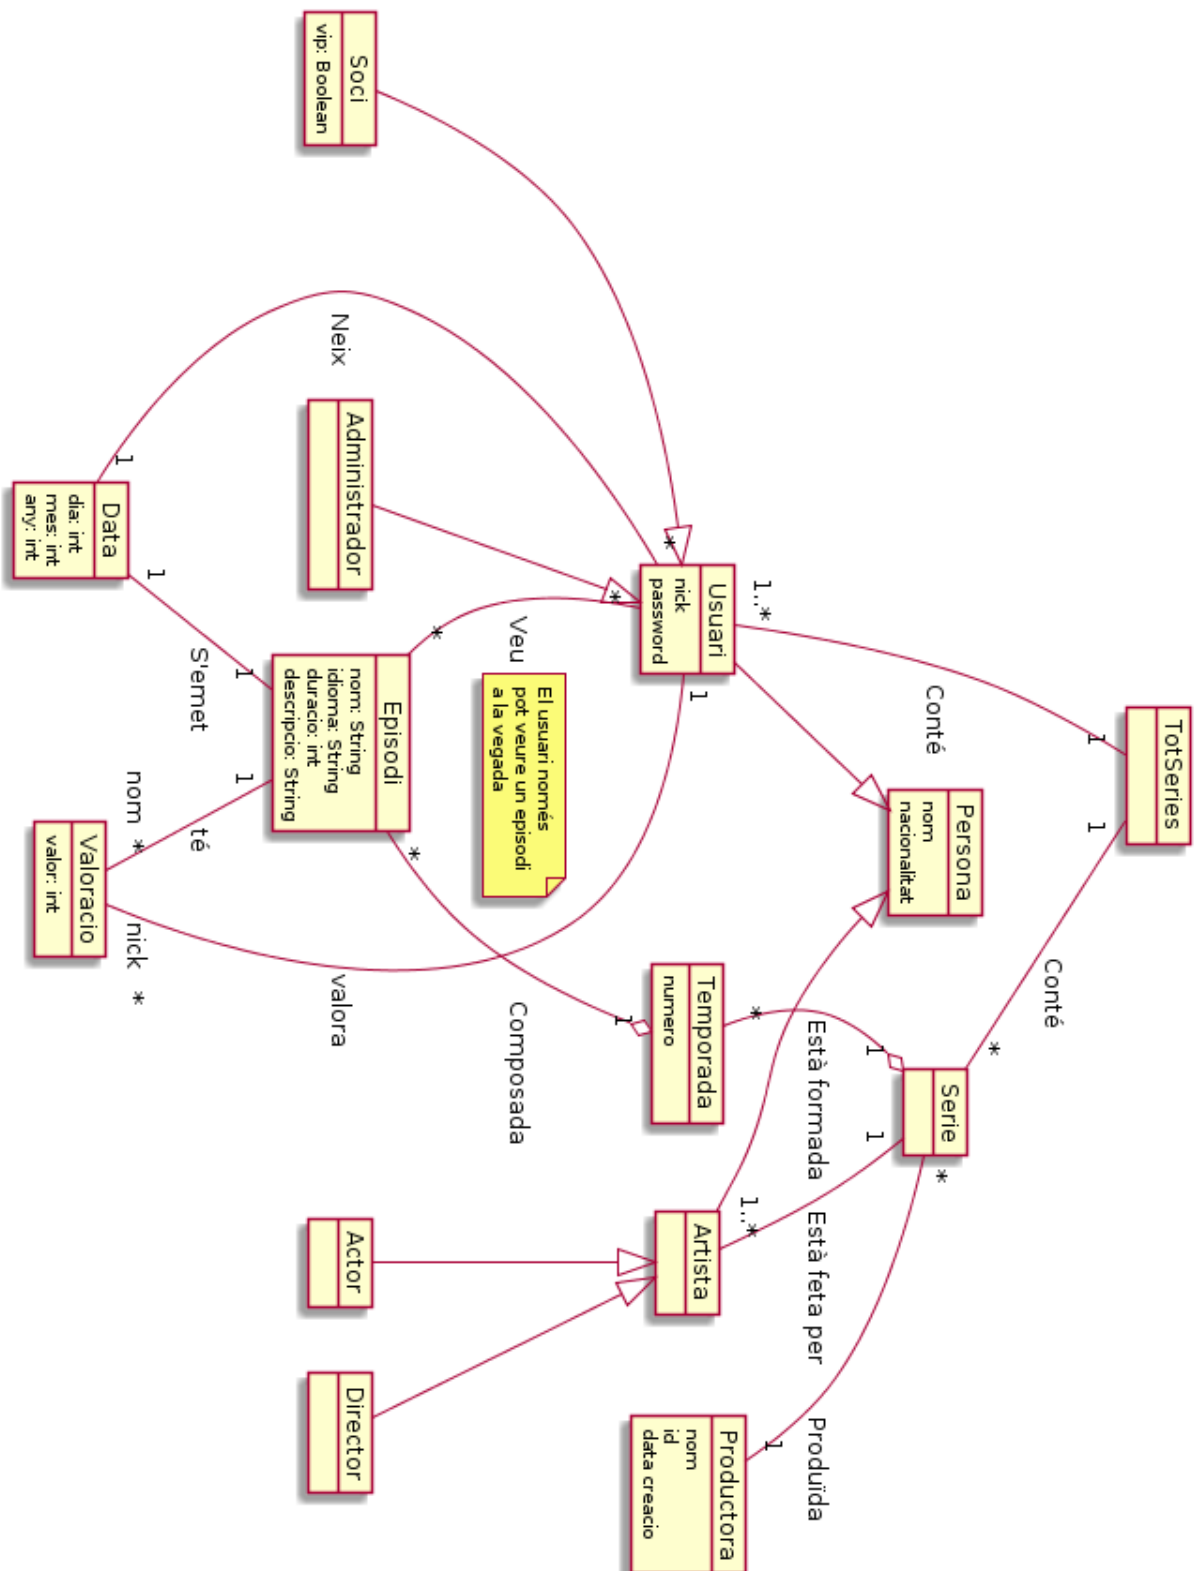 TotSeries
1
1
Conté
Conté
1..*
*
Persona
nom
nacionalitat
Serie
1
1
*
Està formada
Està feta per
Produïda
Usuari
nick
password
*
*
1
Temporada
numero
*
1
Artista
1..*
Productora
nom
id
data creacio
1
El usuari només
pot veure un episodi
a la vegada
Veu
Composada
Soci
vip: Boolean
Neix
Administrador
Episodi
nom: String
idioma: String
duracio: int
descripcio: String
*
*
1
1
valora
Actor
Director
S'emet
té
1
1
Data
dia: int
mes: int
any: int
nom *
nick *
Valoracio
valor: int